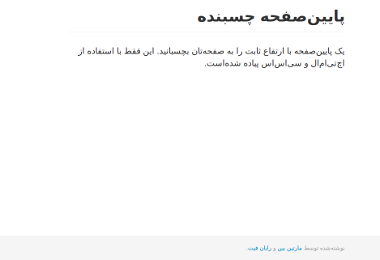 پایین‌صفحه چسبنده
یک پایین‌صفحه با ارتفاع ثابت را به صفحه‌تان بچسبانید. این فقط با استفاده از
اچ‌تی‌ام‌ال و سی‌اس‌اس پیاده شده‌است.
نوشته‌شده توسط مارتین بین و رایان فیت.